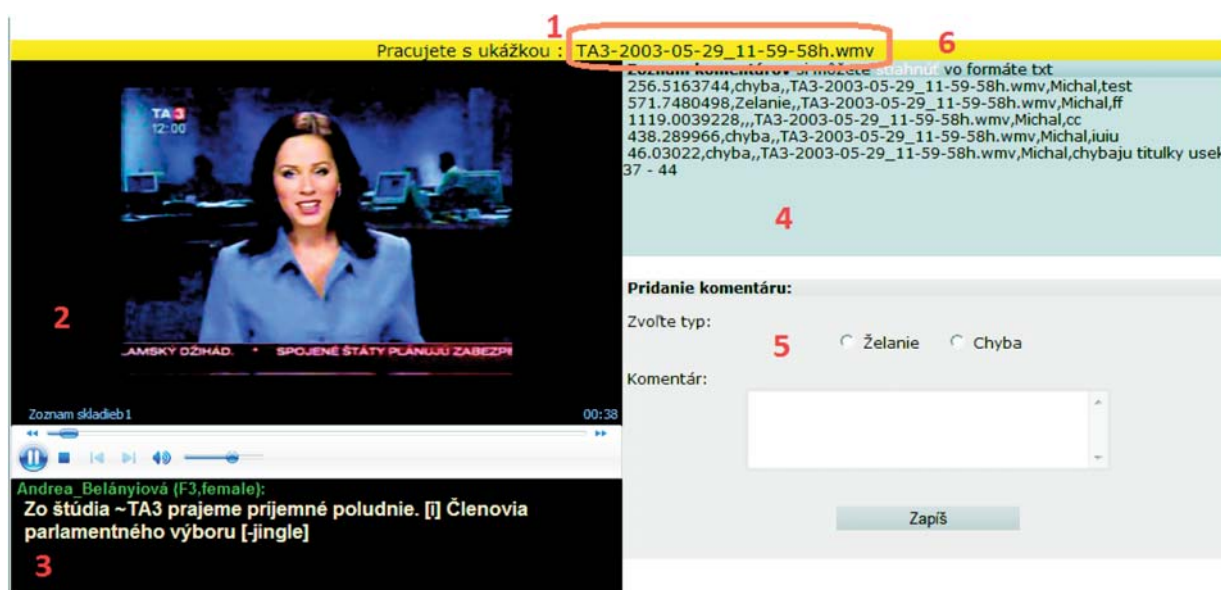 1
6
Pracujete s ukážkou : TA3-2003-05-29_11-59-58h.wmv
TA3
12:00
2
..AMSKÝ DŽIHÁD. * SPOJENÉ ŠTÁTY PLÁNUJÚ
Zoznam skladieb1 00:38
Andrea_Belányiová (F3,female):
Zo štúdia ~TA3 prajeme príjemné poludnie. [i] Členovia
parlamentného výboru [-jingle]
3
Zoznam komentárov si môžete stiahnúť vo formáte txt
256.5163744,chyba,,TA3-2003-05-29_11-59-58h.wmv,Michal,test
571.7480498,Zelanie,,TA3-2003-05-29_11-59-58h.wmv,Michal,ff
1119.0039228,,,TA3-2003-05-29_11-59-58h.wmv,Michal,cc
438.289966,chyba,,TA3-2003-05-29_11-59-58h.wmv,Michal,iuiu
46.03022,chyba,,TA3-2003-05-29_11-59-58h.wmv,Michal,chybaju titulky usek
37 - 44
4
Pridanie komentáru:
Zvoľte typ:
5
Želanie Chyba
Komentár:
Zapíš